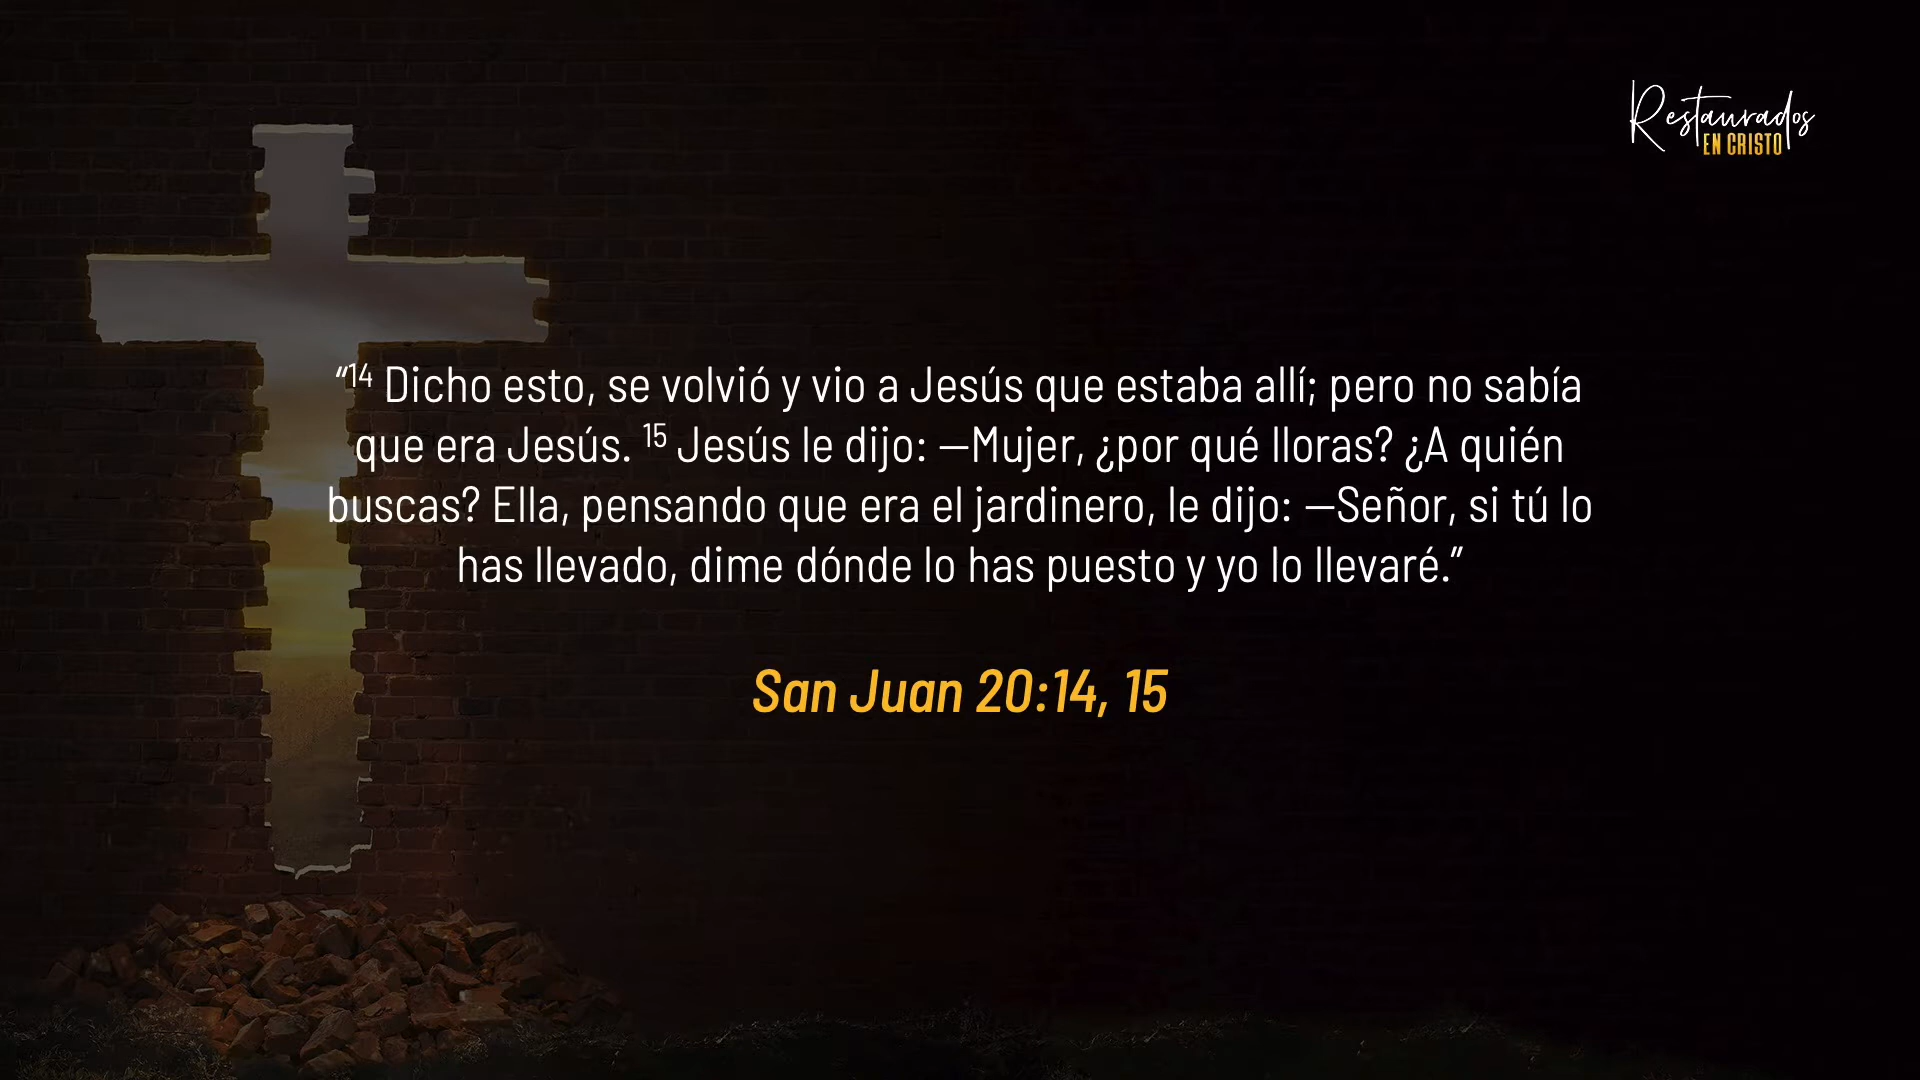 Restaurados
EN CRISTO
“14 Dicho esto, se volvió y vio a Jesús que estaba allí; pero no sabía
que era Jesús. 15 Jesús le dijo: —Mujer, ¿por qué lloras? ¿A quién
buscas? Ella, pensando que era el jardinero, le dijo: —Señor, si tú lo
has llevado, dime dónde lo has puesto y yo lo llevaré.”
San Juan 20:14, 15